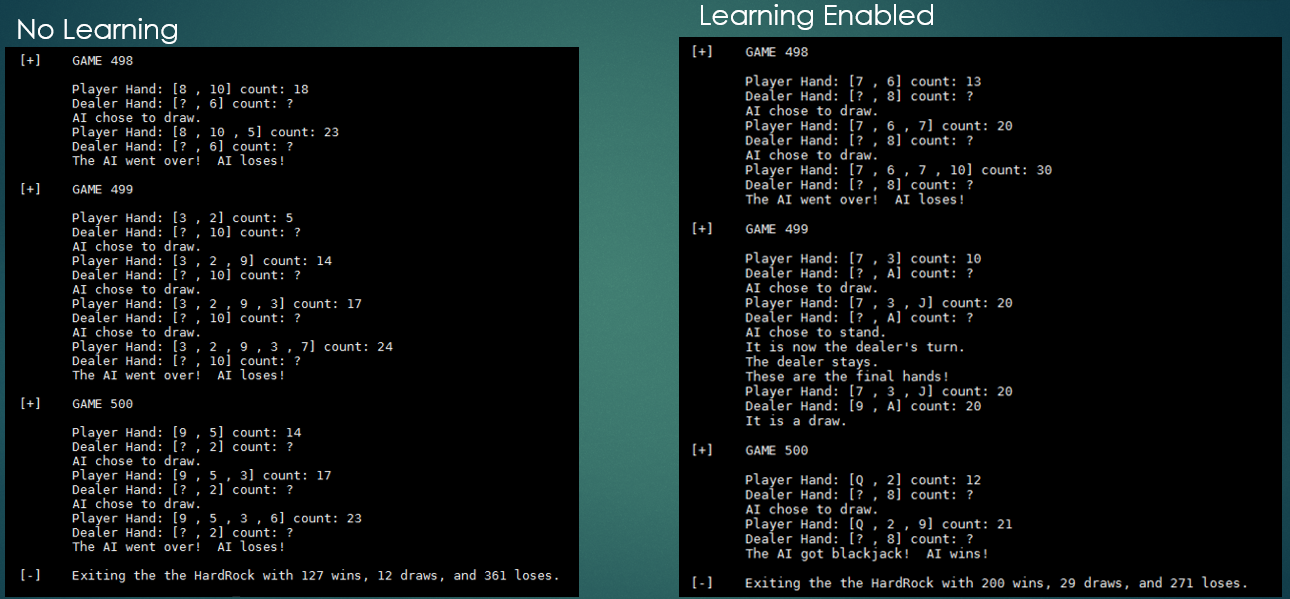 No Learning
[+] GAME 498
Player Hand: [8 , 10] count: 18
Dealer Hand: [? , 6] count: ?
AI chose to draw.
Player Hand: [8 , 10 , 5] count: 23
Dealer Hand: [? , 6] count: ?
The AI went over!  AI loses!
[+] GAME 499
Player Hand: [3 , 2] count: 5
Dealer Hand: [? , 10] count: ?
AI chose to draw.
Player Hand: [3 , 2 , 9] count: 14
Dealer Hand: [? , 10] count: ?
AI chose to draw.
Player Hand: [3 , 2 , 9 , 3] count: 17
Dealer Hand: [? , 10] count: ?
AI chose to draw.
Player Hand: [3 , 2 , 9 , 3 , 7] count: 24
Dealer Hand: [? , 10] count: ?
The AI went over!  AI loses!
[+] GAME 500
Player Hand: [9 , 5] count: 14
Dealer Hand: [? , 2] count: ?
AI chose to draw.
Player Hand: [9 , 5 , 3] count: 17
Dealer Hand: [? , 2] count: ?
AI chose to draw.
Player Hand: [9 , 5 , 3 , 6] count: 23
Dealer Hand: [? , 2] count: ?
The AI went over!  AI loses!
[-] Exiting the the HardRock with 127 wins, 12 draws, and 361 loses.
Learning Enabled
[+] GAME 498
Player Hand: [7 , 6] count: 13
Dealer Hand: [? , 8] count: ?
AI chose to draw.
Player Hand: [7 , 6 , 7] count: 20
Dealer Hand: [? , 8] count: ?
AI chose to draw.
Player Hand: [7 , 6 , 7 , 10] count: 30
Dealer Hand: [? , 8] count: ?
The AI went over!  AI loses!
[+] GAME 499
Player Hand: [7 , 3] count: 10
Dealer Hand: [? , A] count: ?
AI chose to draw.
Player Hand: [7 , 3 , J] count: 20
Dealer Hand: [? , A] count: ?
AI chose to stand.
It is now the dealer's turn.
The dealer stays.
These are the final hands!
Player Hand: [7 , 3 , J] count: 20
Dealer Hand: [9 , A] count: 20
It is a draw.
[+] GAME 500
Player Hand: [Q , 2] count: 12
Dealer Hand: [? , 8] count: ?
AI chose to draw.
Player Hand: [Q , 2 , 9] count: 21
Dealer Hand: [? , 8] count: ?
The AI got blackjack!  AI wins!
[-] Exiting the the HardRock with 200 wins, 29 draws, and 271 loses.